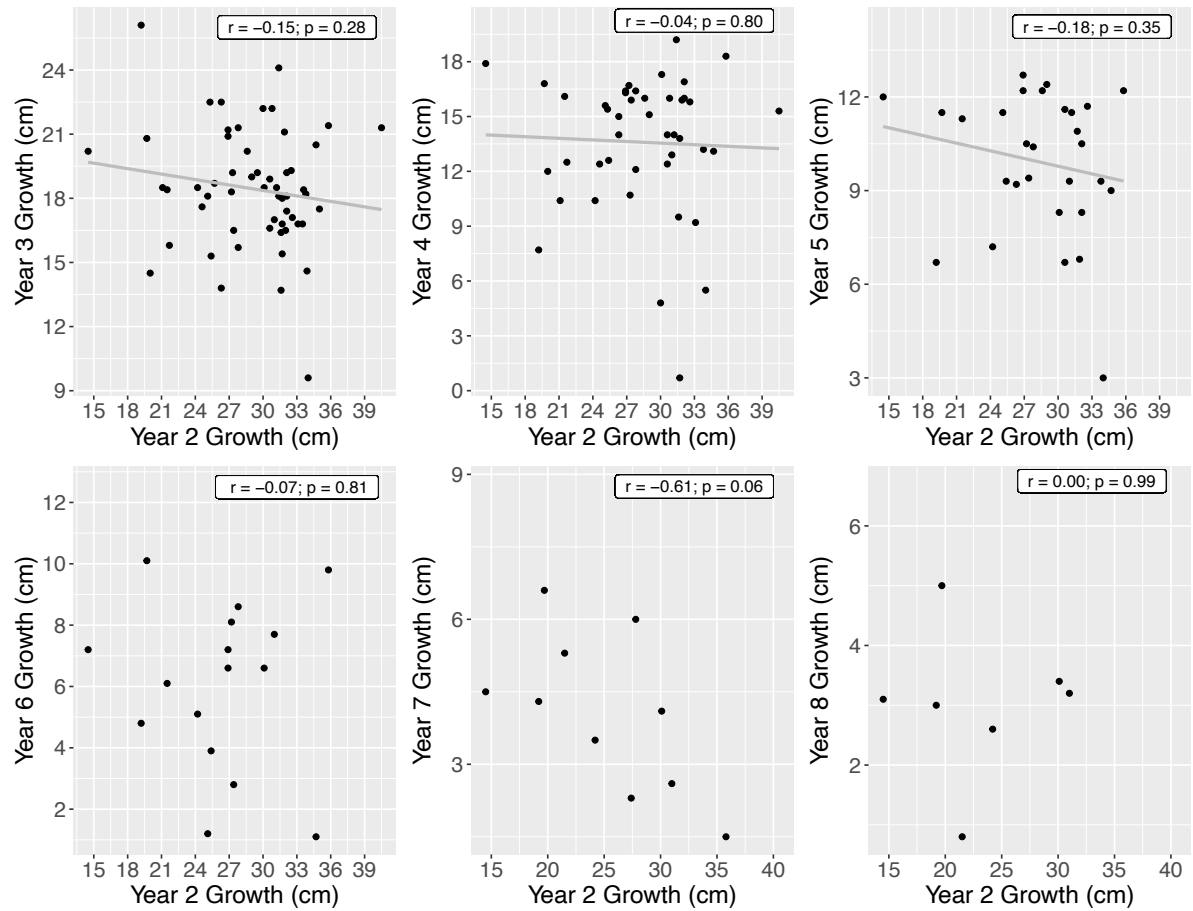 r = −0.15; p = 0.28
Year 3 Growth (cm)
24
21
18
15
12
9
15 18 21 24 27 30 33 36 39
Year 2 Growth (cm)
r = −0.04; p = 0.80
Year 4 Growth (cm)
18
15
12
9
6
3
0
15 18 21 24 27 30 33 36 39
Year 2 Growth (cm)
r = −0.18; p = 0.35
Year 5 Growth (cm)
12
9
6
3
15 18 21 24 27 30 33 36 39
Year 2 Growth (cm)
r = −0.07; p = 0.81
Year 6 Growth (cm)
12
10
8
6
4
2
15 18 21 24 27 30 33 36 39
Year 2 Growth (cm)
r = −0.61; p = 0.06
Year 7 Growth (cm)
9
6
3
15 20 25 30 35 40
Year 2 Growth (cm)
r = 0.00; p = 0.99
Year 8 Growth (cm)
6
4
2
15 20 25 30 35 40
Year 2 Growth (cm)